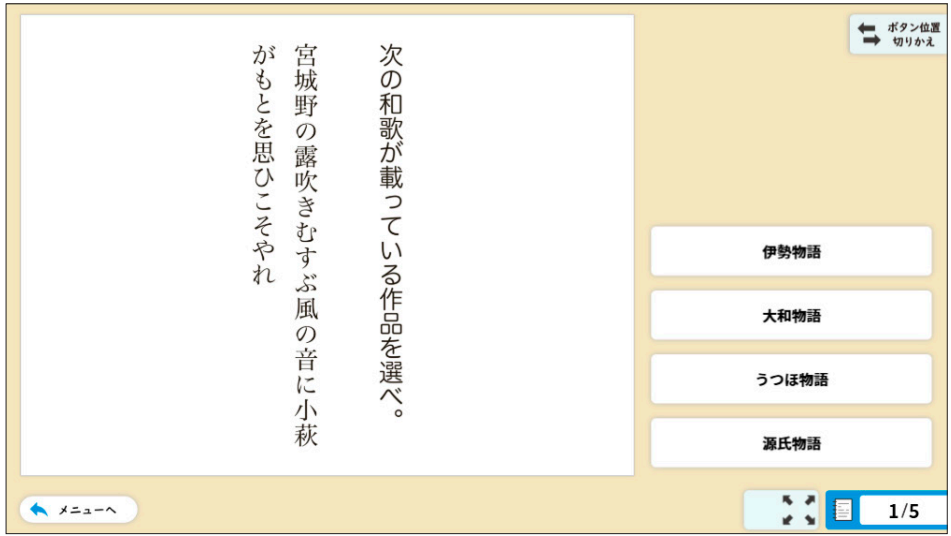 次の和歌が載っている作品を選べ。
宮城野の露吹きむすぶ風の音に小萩
がもとを思ひこそやれ
ボタン位置
切りかえ
伊勢物語
大和物語
うつほ物語
源氏物語
メニューへ
1/5